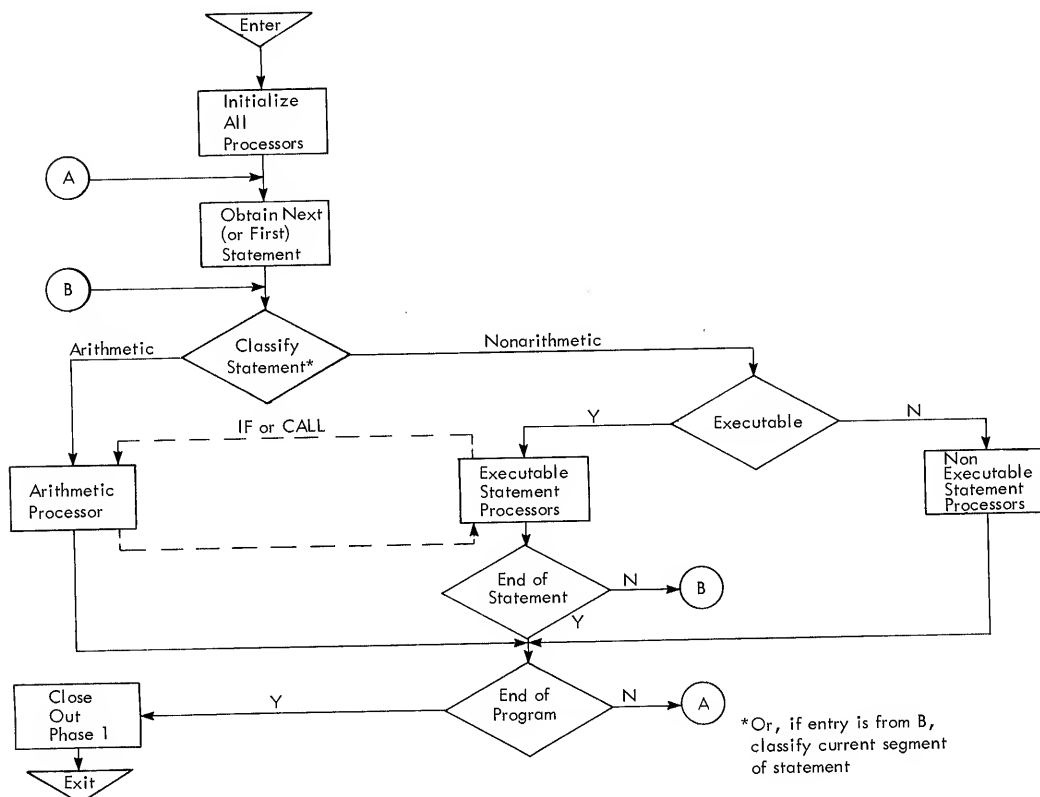 Enter
Initialize
All
Processors
A
Obtain Next
(or First)
Statement
B
Arithmetic
Classify
Statement*
Nonarithmetic
Y
Executable
N
IF or CALL
Arithmetic
Processor
Executable
Statement
Processors
Non
Executable
Statement
Processors
End of
Statement
N
B
Y
Close
Out
Phase 1
Y
End of
Program
N
A
*Or, if entry is from B,
classify current segment
of statement
Exit